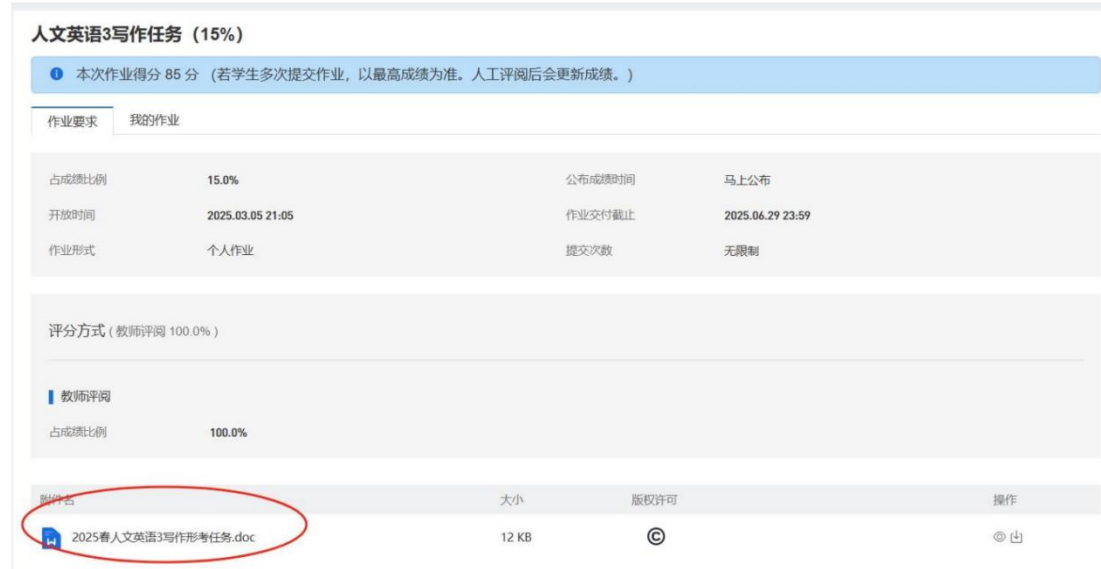 人文英语3写作任务（15%）
本次作业得分 85 分 （若学生多次提交作业，以最高成绩为准。人工评阅后会更新成绩。）
作业要求 我的作业
占成绩比例 15.0% 公布成绩时间 马上公布
开放时间 2025.03.05 21:05 作业交付截止 2025.06.29 23:59
作业形式 个人作业 提交次数 无限制
评分方式 ( 教师评阅 100.0% )
教师评阅
占成绩比例 100.0%
附件名 大小 版权许可 操作
2025春人文英语3写作形考任务.doc 12 KB ©